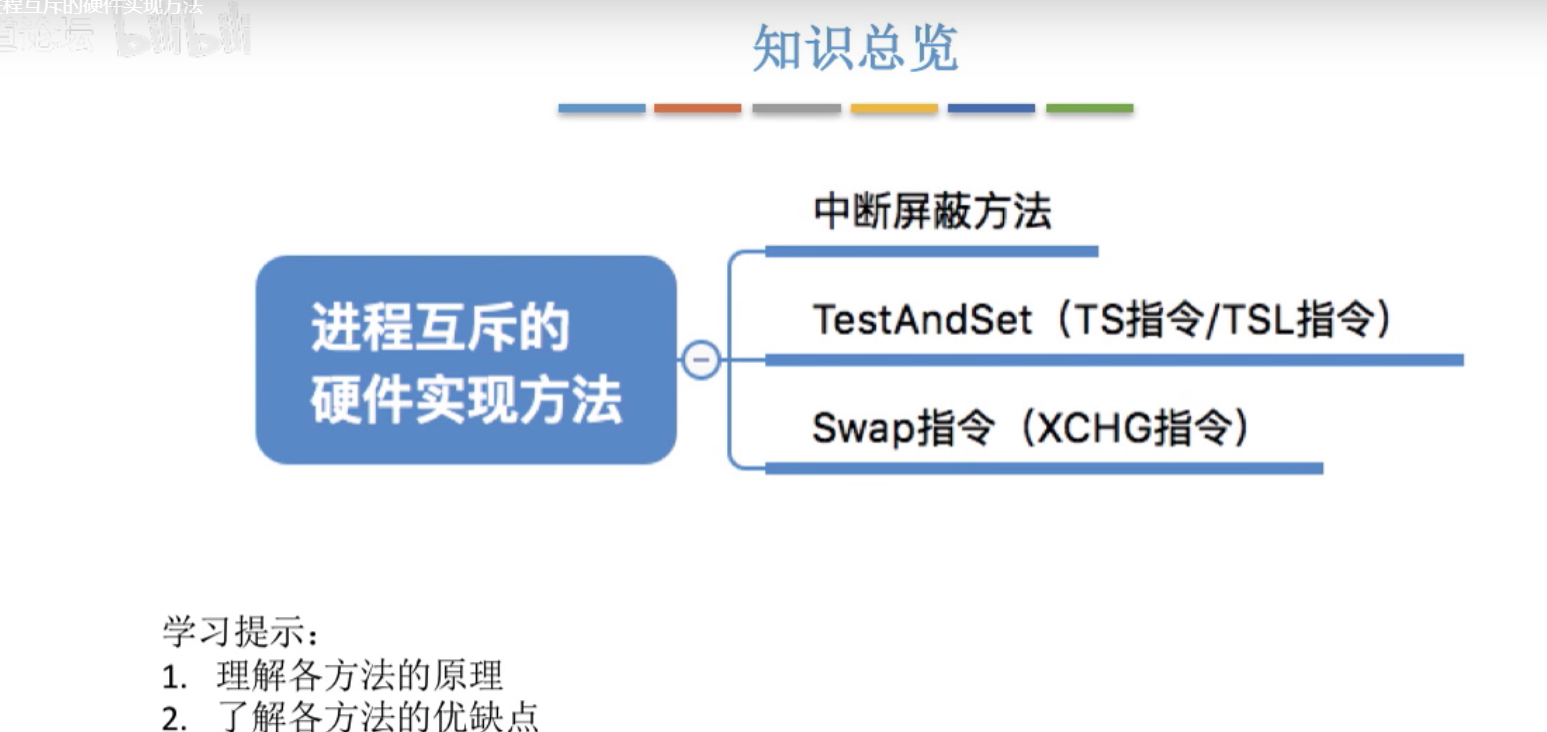 程互斥的硬件实现方法
道论坛 bilibili
知识总览
进程互斥的
硬件实现方法
中断屏蔽方法
TestAndSet（TS指令/TSL指令）
Swap指令（XCHG指令）
学习提示：
1. 理解各方法的原理
2. 了解各方法的优缺点